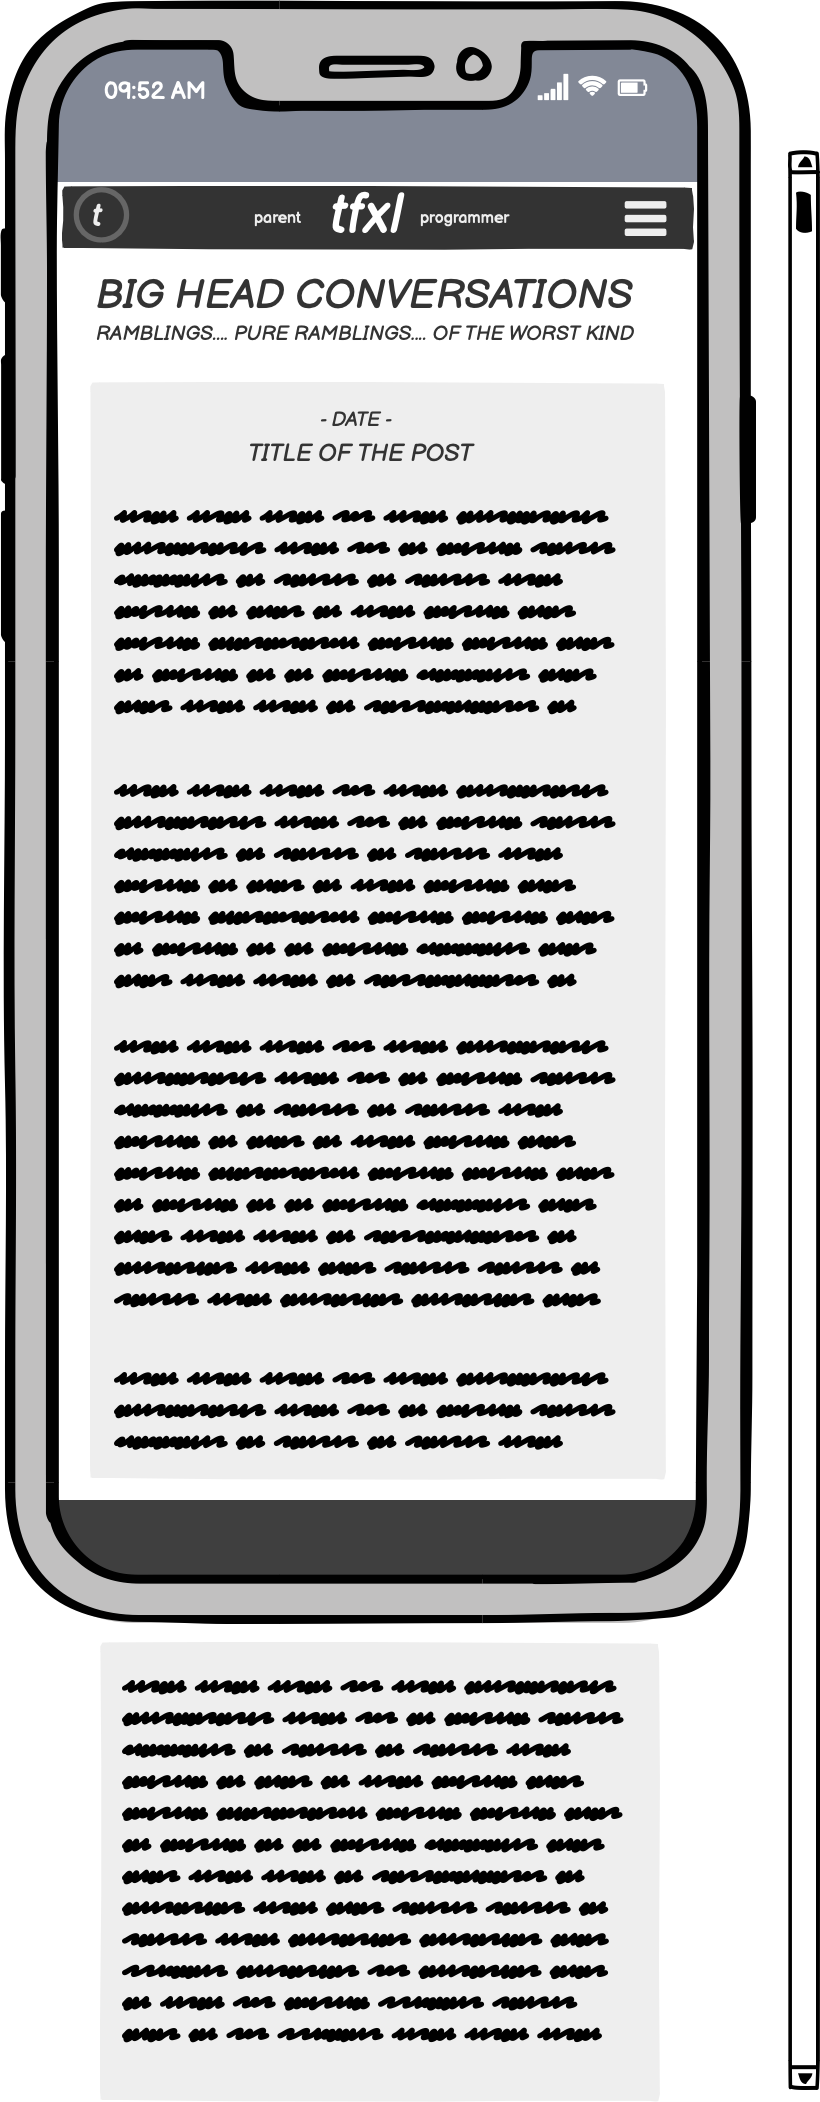 09:52 AM
t
parent tfxl programmer
BIG HEAD CONVERSATIONS
RAMBLINGS.... PURE RAMBLINGS.... OF THE WORST KIND
- DATE -
TITLE OF THE POST